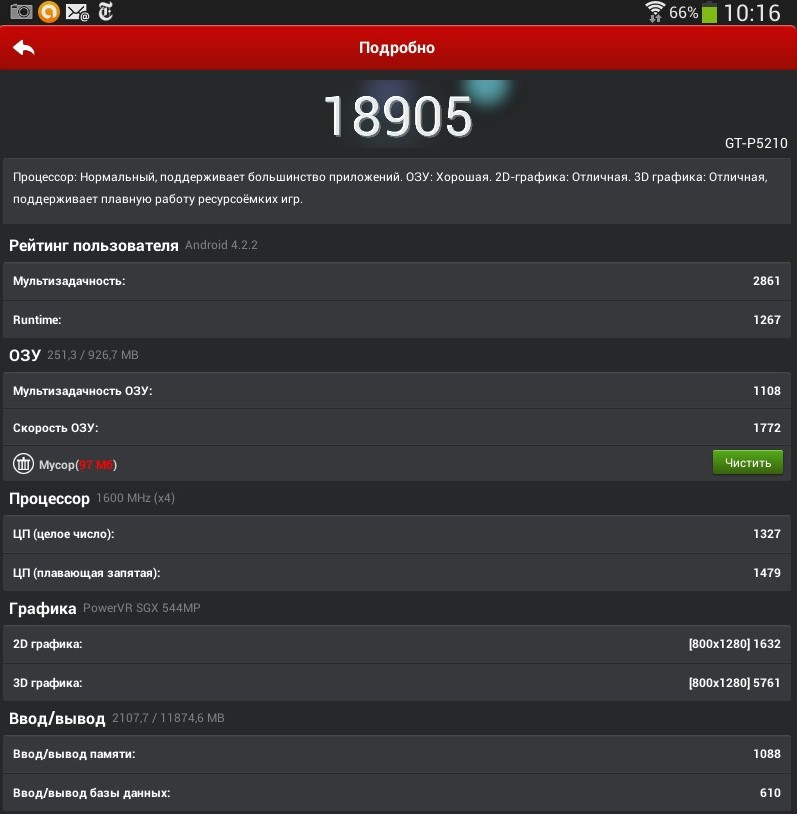 66% 10:16
Подробно
18905
GT-P5210
Процессор: Нормальный, поддерживает большинство приложений. ОЗУ: Хорошая. 2D-графика: Отличная. 3D графика: Отличная,
поддерживает плавную работу ресурсоёмких игр.
Рейтинг пользователя Android 4.2.2
Мультизадачность: 2861
Runtime: 1267
ОЗУ 251,3 / 926,7 MB
Мультизадачность ОЗУ: 1108
Скорость ОЗУ: 1772
Мусор(97 Мб) Чистить
Процессор 1600 MHz (x4)
ЦП (целое число): 1327
ЦП (плавающая запятая): 1479
Графика PowerVR SGX 544MP
2D графика: [800x1280] 1632
3D графика: [800x1280] 5761
Ввод/вывод 2107,7 / 11874,6 MB
Ввод/вывод памяти: 1088
Ввод/вывод базы данных: 610